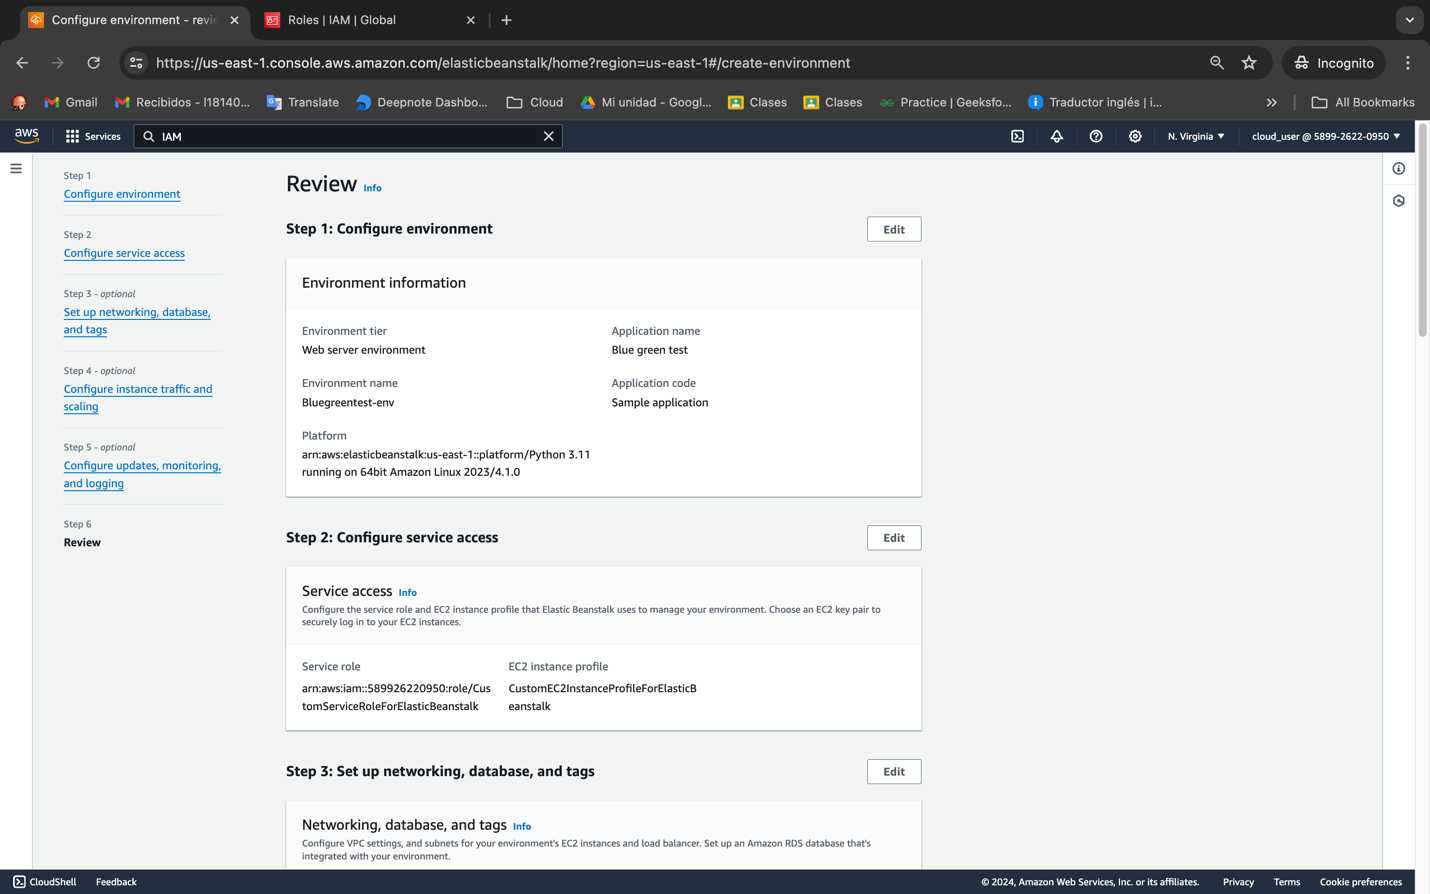 Configure environment - revie
Roles | IAM | Global
https://us-east-1.console.aws.amazon.com/elasticbeanstalk/home?region=us-east-1#/create-environment
Incognito
Gmail
Recibidos - l18140...
Translate
Deepnote Dashbo...
Cloud
Mi unidad - Googl...
Clases
Clases
Practice | Geeksfo...
Traductor inglés | i...
All Bookmarks
aws
Services
IAM
N. Virginia
cloud_user @ 5899-2622-0950
Step 1
Configure environment
Step 2
Configure service access
Step 3 - optional
Set up networking, database,
and tags
Step 4 - optional
Configure instance traffic and
scaling
Step 5 - optional
Configure updates, monitoring,
and logging
Step 6
Review
Review Info
Step 1: Configure environment
Edit
Environment information
Environment tier
Web server environment
Application name
Blue green test
Environment name
Bluegreentest-env
Application code
Sample application
Platform
arn:aws:elasticbeanstalk:us-east-1::platform/Python 3.11
running on 64bit Amazon Linux 2023/4.1.0
Step 2: Configure service access
Edit
Service access Info
Configure the service role and EC2 instance profile that Elastic Beanstalk uses to manage your environment. Choose an EC2 key pair to
securely log in to your EC2 instances.
Service role
arn:aws:iam::589926220950:role/Cus
tomServiceRoleForElasticBeanstalk
EC2 instance profile
CustomEC2InstanceProfileForElasticB
eanstalk
Step 3: Set up networking, database, and tags
Edit
Networking, database, and tags Info
Configure VPC settings, and subnets for your environment's EC2 instances and load balancer. Set up an Amazon RDS database that's
integrated with your environment.
CloudShell
Feedback
© 2024, Amazon Web Services, Inc. or its affiliates.
Privacy
Terms
Cookie preferences